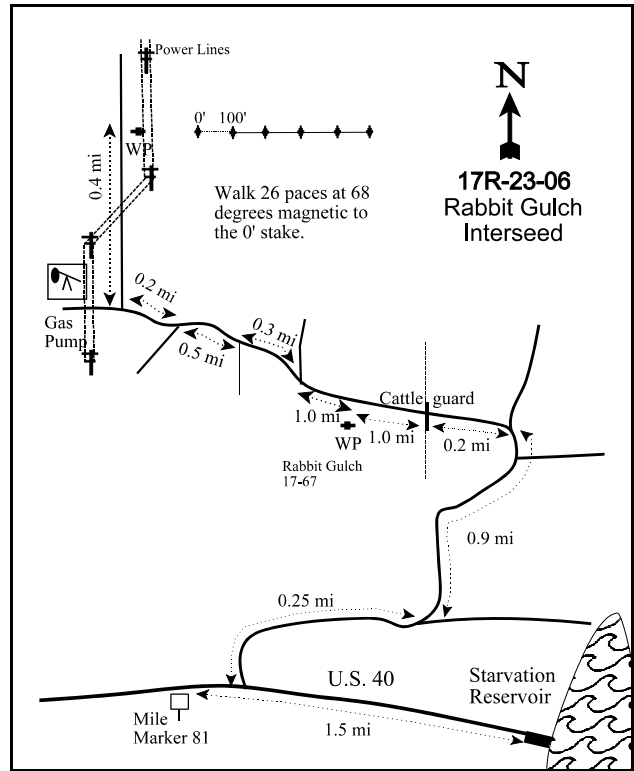 Power Lines
0' 100'
WP
N
0.4 mi
17R-23-06
Rabbit Gulch
Interseed
Walk 26 paces at 68
degrees magnetic to
the 0' stake.
0.2 mi
Gas
Pump
0.5 mi
0.3 mi
Cattle guard
1.0 mi
1.0 mi
0.2 mi
WP
Rabbit Gulch
17-67
0.9 mi
0.25 mi
U.S. 40
Starvation
Reservoir
Mile
Marker 81
1.5 mi